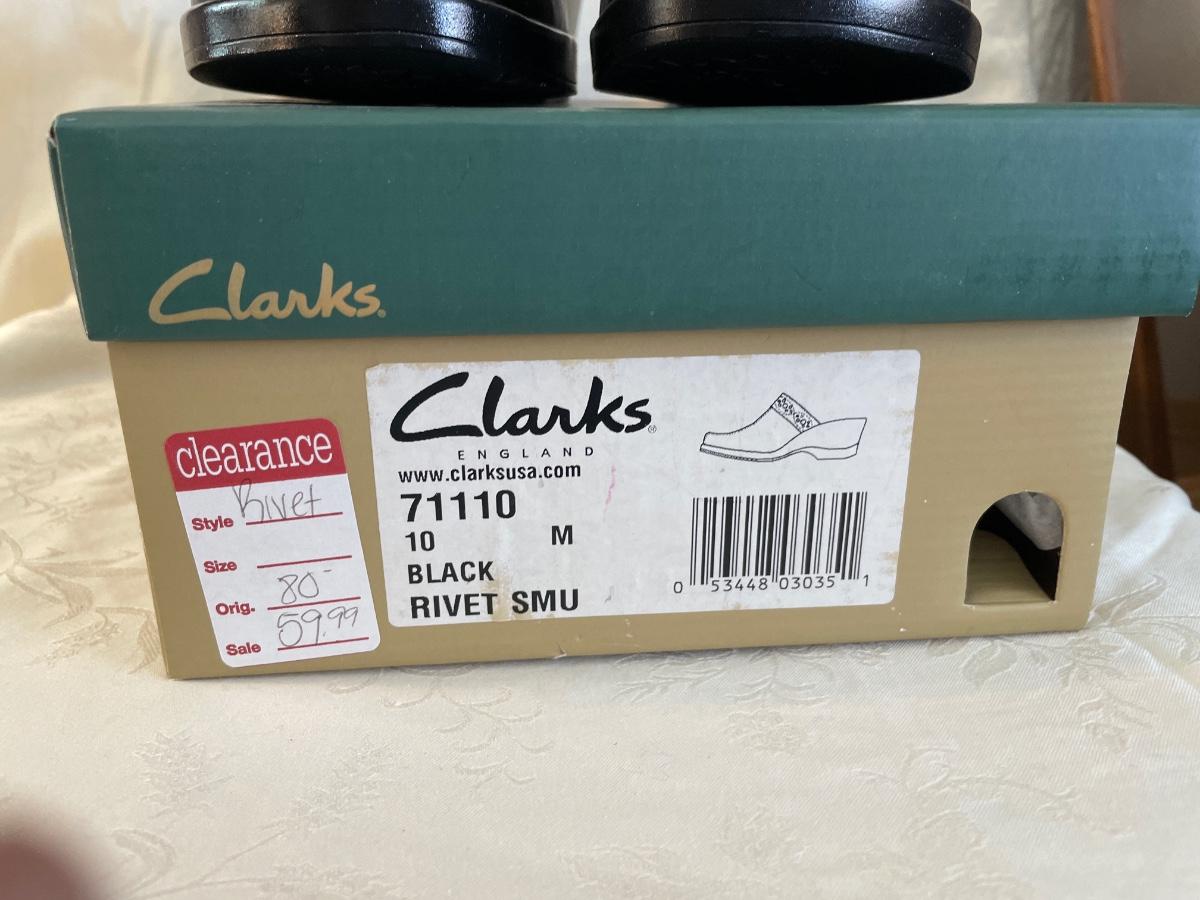 Clarks®
clearance
Style Rivet
Size
Orig. 80-
Sale 59.99
Clarks®
ENGLAND
www.clarksusa.com
71110
10 M
BLACK
RIVET SMU
0 53448 03035 1